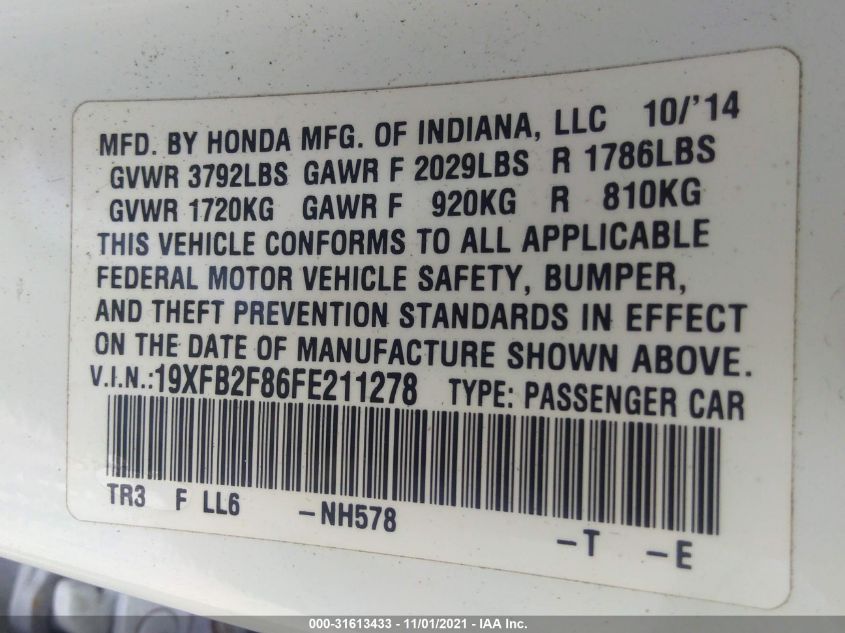 MFD. BY HONDA MFG. OF INDIANA, LLC 10/'14
GVWR 3792LBS GAWR F 2029LBS R 1786LBS
GVWR 1720KG GAWR F 920KG R 810KG
THIS VEHICLE CONFORMS TO ALL APPLICABLE
FEDERAL MOTOR VEHICLE SAFETY, BUMPER,
AND THEFT PREVENTION STANDARDS IN EFFECT
ON THE DATE OF MANUFACTURE SHOWN ABOVE.
V.I.N.:19XFB2F86FE211278 TYPE: PASSENGER CAR
TR3 F LL6 -NH578 -T -E
000-31613433 - 11/01/2021 - IAA Inc.